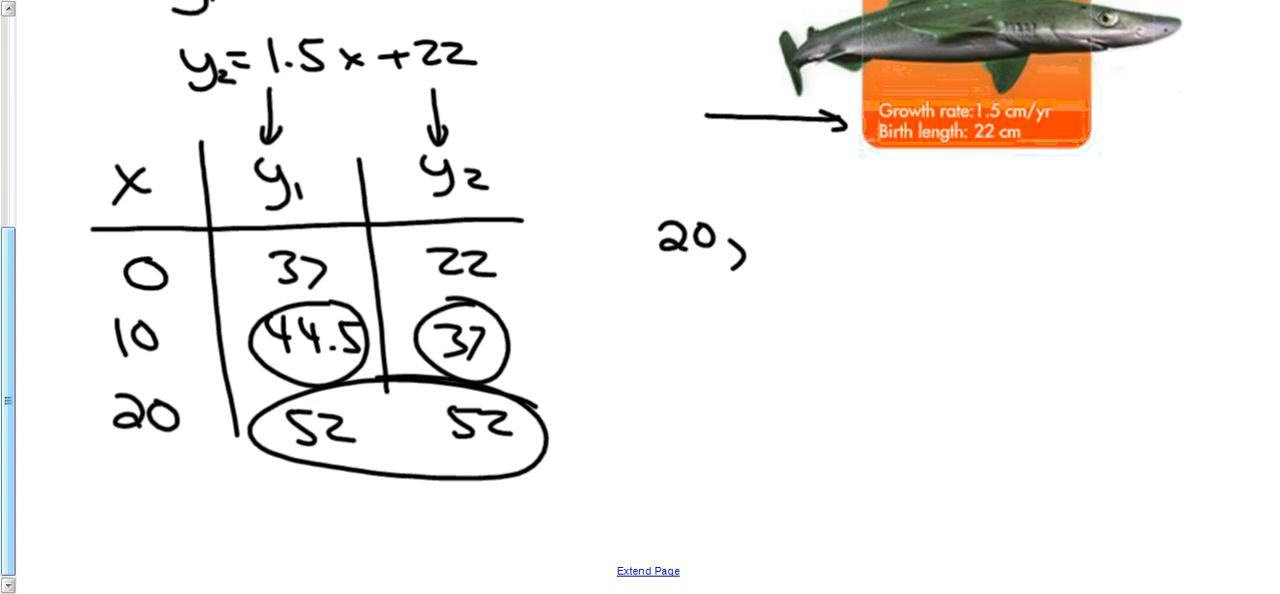 y₂ = 1.5x + 22
Growth rate:1.5 cm/yr
Birth length: 22 cm
x y₁ y₂
0 37 22
10 44.5 37
20 52 52
20,
Extend Page